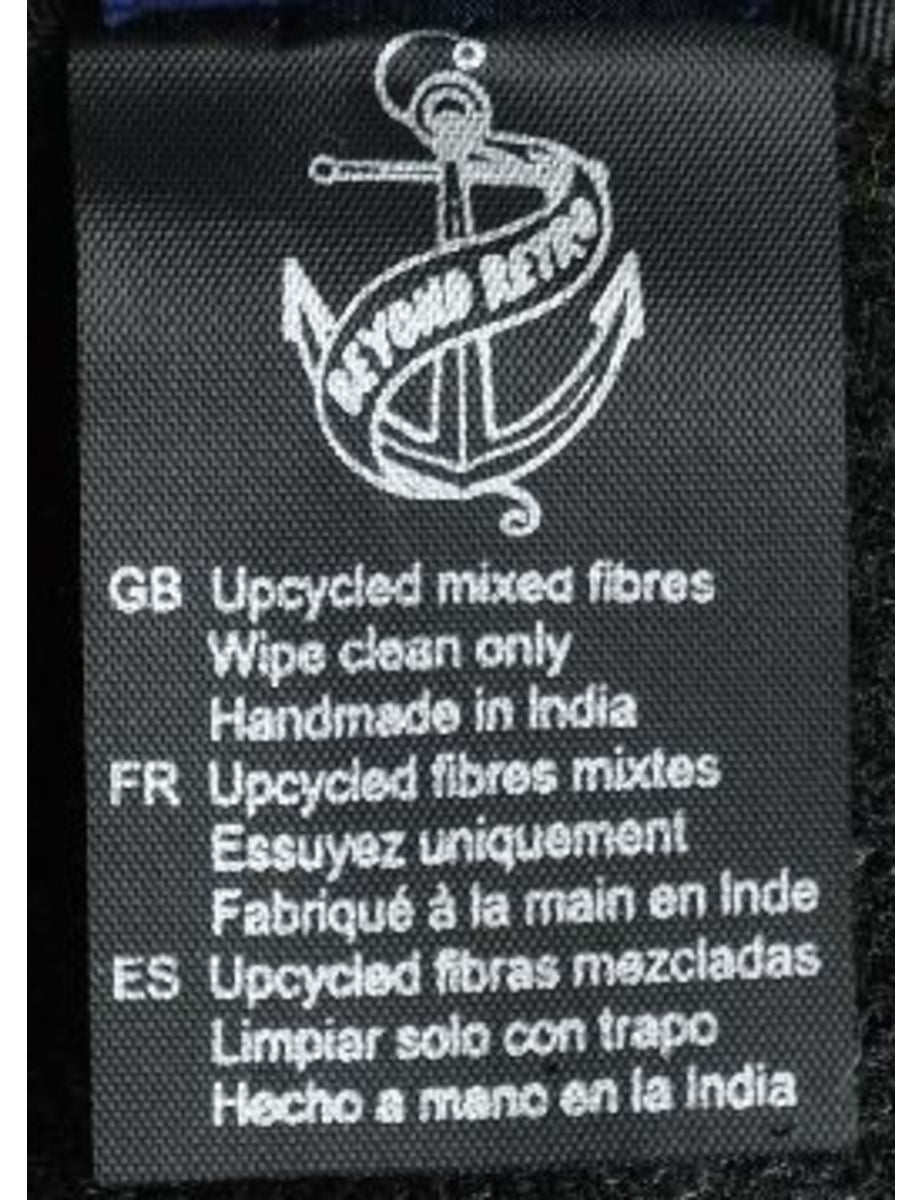 BEYOND RETRO
GB Upcycled mixed fibres
Wipe clean only
Handmade in India
FR Upcycled fibres mixtes
Essuyez uniquement
Fabriqué à la main en Inde
ES Upcycled fibras mezcladas
Limpiar solo con trapo
Hecho a mano en la India